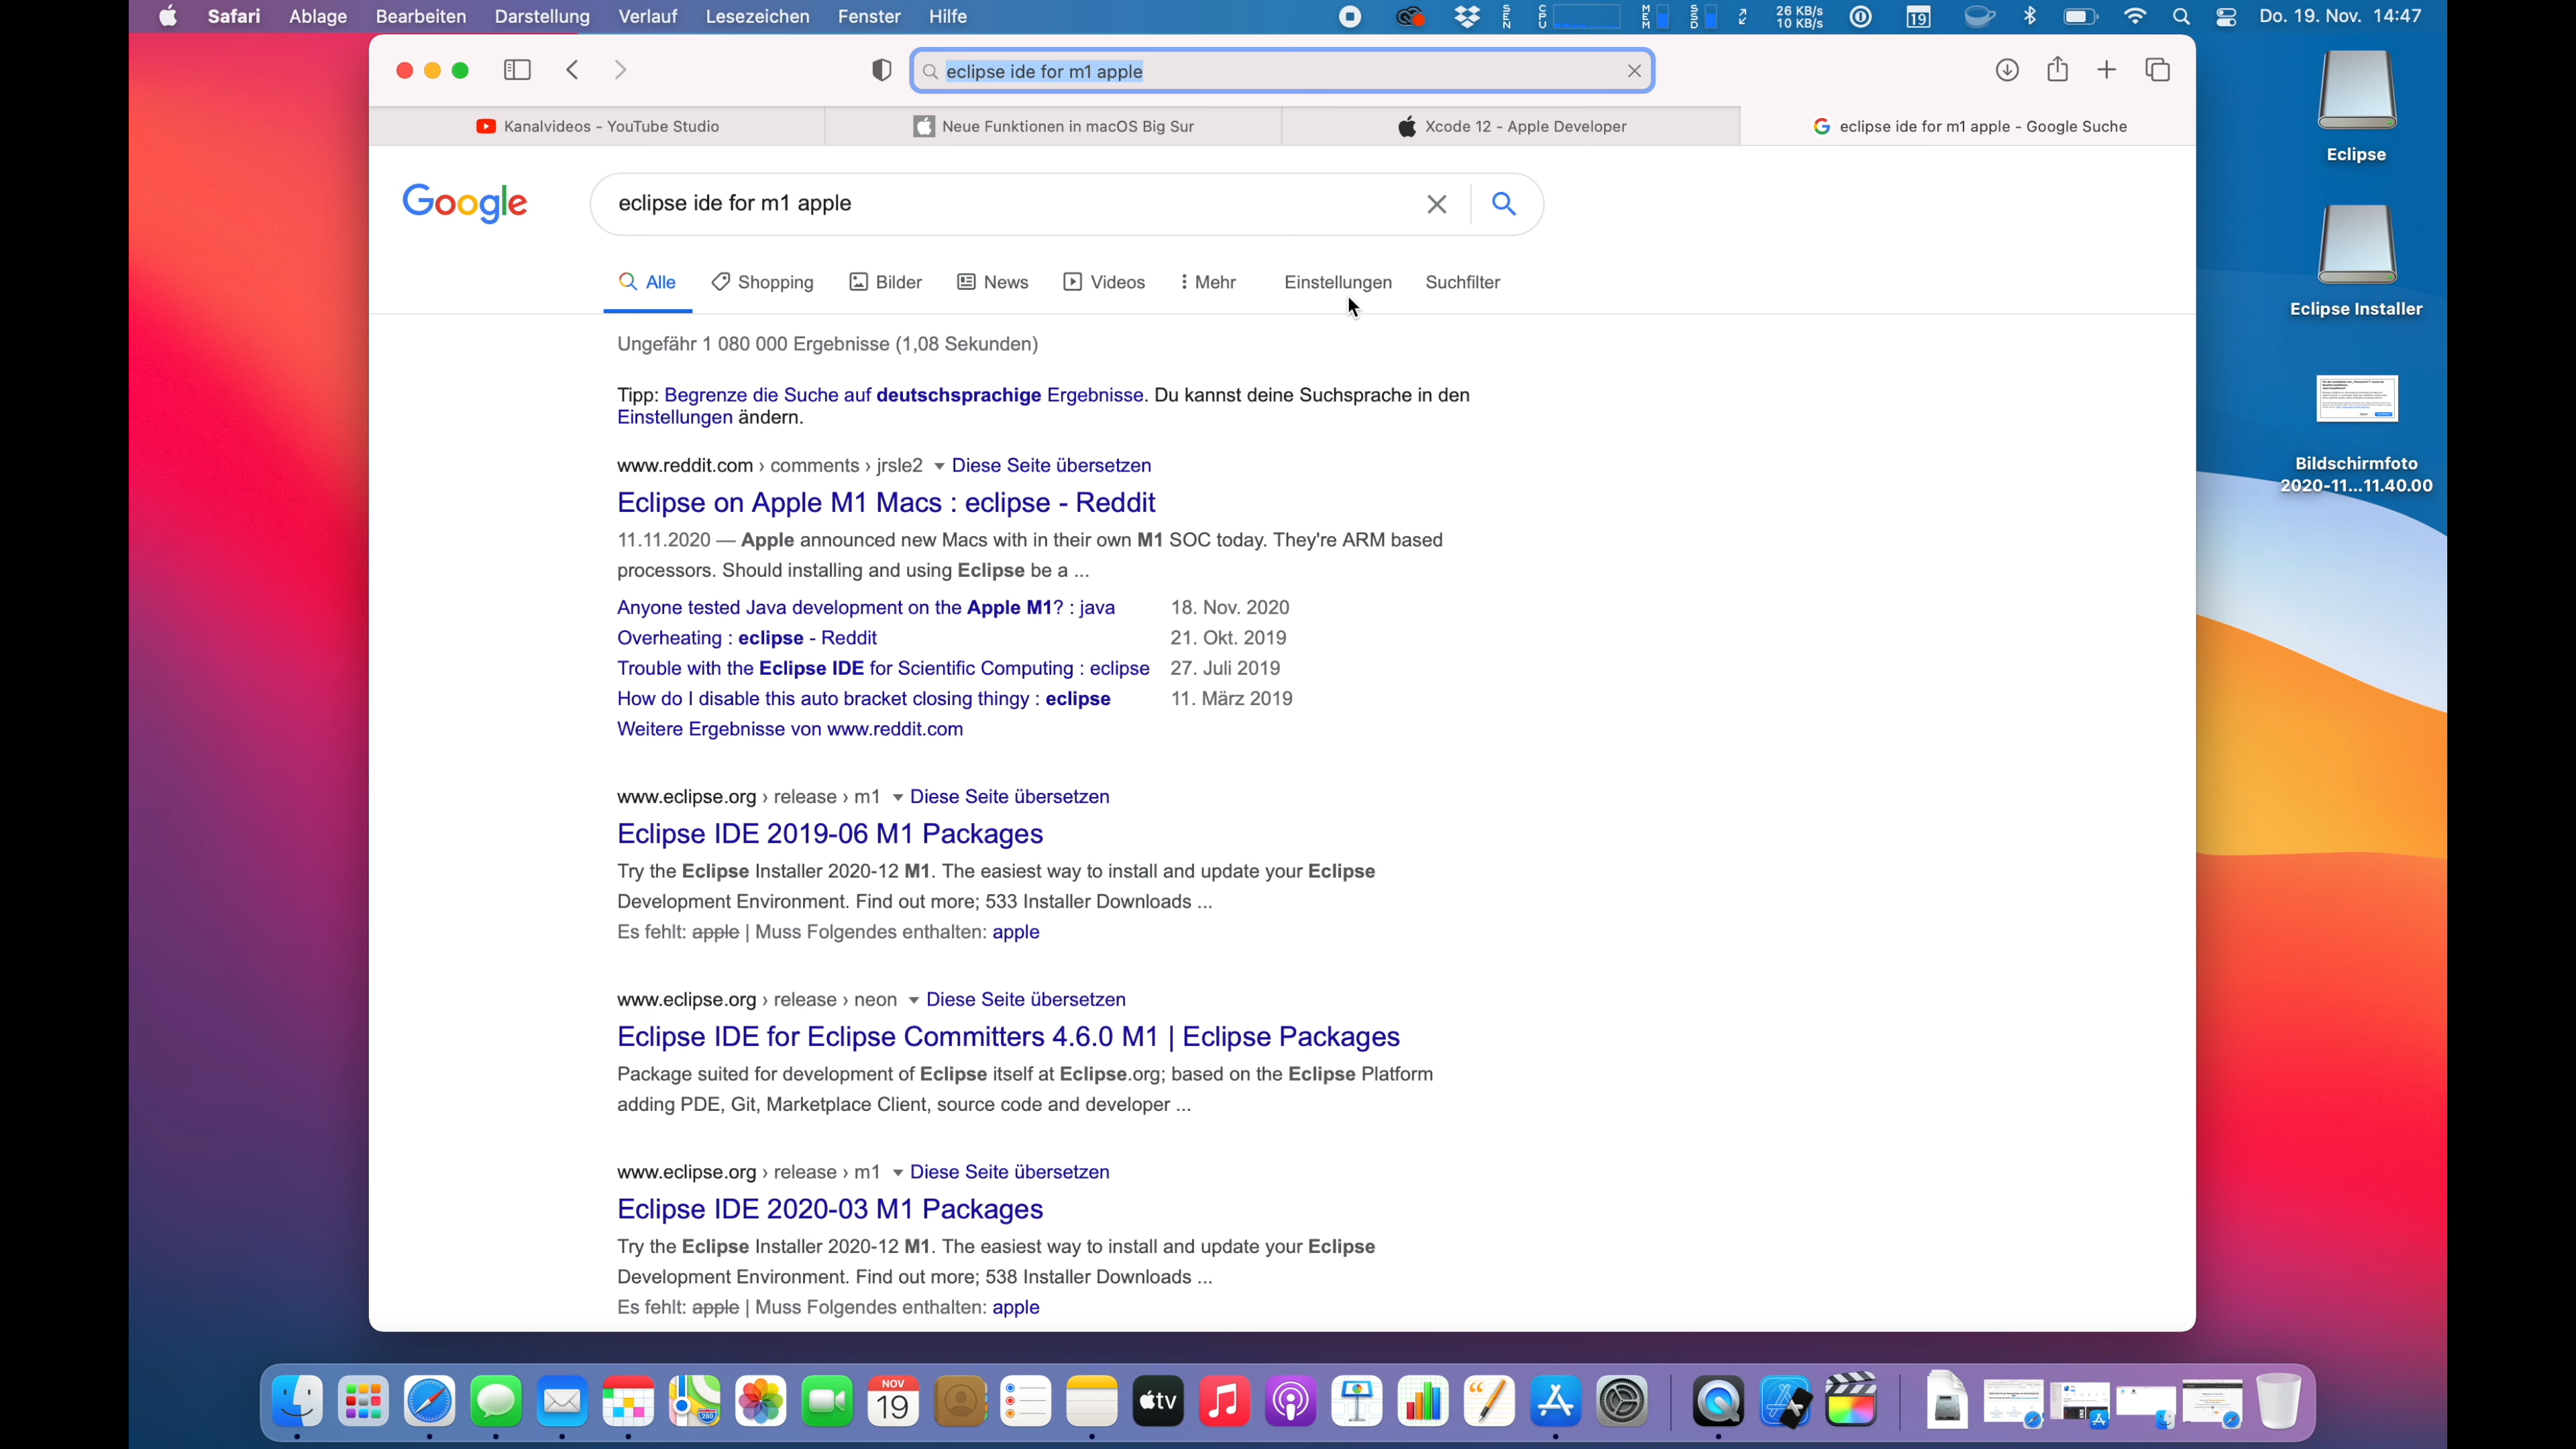 Safari Ablage Bearbeiten Darstellung Verlauf Lesezeichen Fenster Hilfe SEN CPU MEM SSD 26 KB/s 10 KB/s 19 Do. 19. Nov. 14:47
eclipse ide for m1 apple
Kanalvideos - YouTube Studio Neue Funktionen in macOS Big Sur Xcode 12 - Apple Developer eclipse ide for m1 apple - Google Suche
Eclipse
Google eclipse ide for m1 apple
Alle Shopping Bilder News Videos Mehr Einstellungen Suchfilter
Eclipse Installer
Ungefähr 1 080 000 Ergebnisse (1,08 Sekunden)
Tipp: Begrenze die Suche auf deutschsprachige Ergebnisse. Du kannst deine Suchsprache in den
Einstellungen ändern.
Bildschirmfoto
2020-11...11.40.00
www.reddit.com › comments › jrsle2 Diese Seite übersetzen
Eclipse on Apple M1 Macs : eclipse - Reddit
11.11.2020 — Apple announced new Macs with in their own M1 SOC today. They're ARM based
processors. Should installing and using Eclipse be a ...
Anyone tested Java development on the Apple M1? : java 18. Nov. 2020
Overheating : eclipse - Reddit 21. Okt. 2019
Trouble with the Eclipse IDE for Scientific Computing : eclipse 27. Juli 2019
How do I disable this auto bracket closing thingy : eclipse 11. März 2019
Weitere Ergebnisse von www.reddit.com
www.eclipse.org › release › m1 Diese Seite übersetzen
Eclipse IDE 2019-06 M1 Packages
Try the Eclipse Installer 2020-12 M1. The easiest way to install and update your Eclipse
Development Environment. Find out more; 533 Installer Downloads ...
Es fehlt: apple | Muss Folgendes enthalten: apple
www.eclipse.org › release › neon Diese Seite übersetzen
Eclipse IDE for Eclipse Committers 4.6.0 M1 | Eclipse Packages
Package suited for development of Eclipse itself at Eclipse.org; based on the Eclipse Platform
adding PDE, Git, Marketplace Client, source code and developer ...
www.eclipse.org › release › m1 Diese Seite übersetzen
Eclipse IDE 2020-03 M1 Packages
Try the Eclipse Installer 2020-12 M1. The easiest way to install and update your Eclipse
Development Environment. Find out more; 538 Installer Downloads ...
Es fehlt: apple | Muss Folgendes enthalten: apple
280 NOV 19 tv